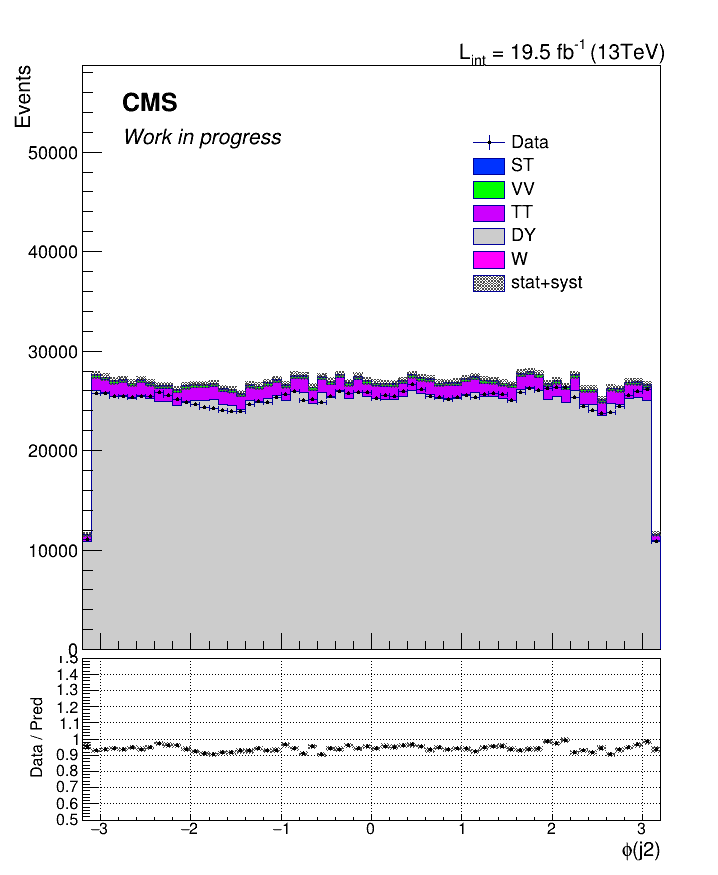 L_int = 19.5 fb^-1 (13TeV)
Events
CMS
Work in progress
Data
ST
VV
TT
DY
W
stat+syst
50000
40000
30000
20000
10000
0
Data / Pred
1.5
1.4
1.3
1.2
1.1
1
0.9
0.8
0.7
0.6
0.5
−3 −2 −1 0 1 2 3
ϕ(j2)